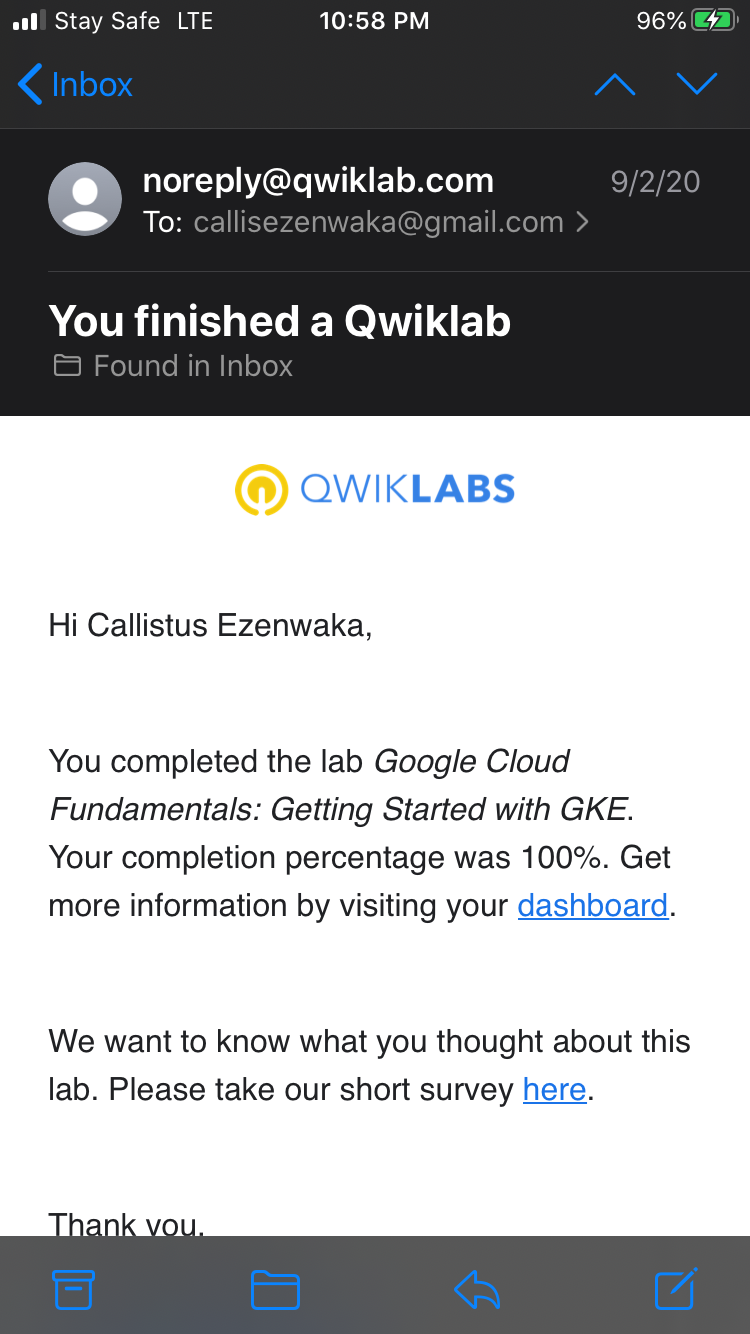 Stay Safe LTE 10:58 PM 96%
Inbox
noreply@qwiklab.com 9/2/20
To: callisezenwaka@gmail.com
You finished a Qwiklab
Found in Inbox
QWIKLABS
Hi Callistus Ezenwaka,
You completed the lab Google Cloud
Fundamentals: Getting Started with GKE.
Your completion percentage was 100%. Get
more information by visiting your dashboard.
We want to know what you thought about this
lab. Please take our short survey here.
Thank you,